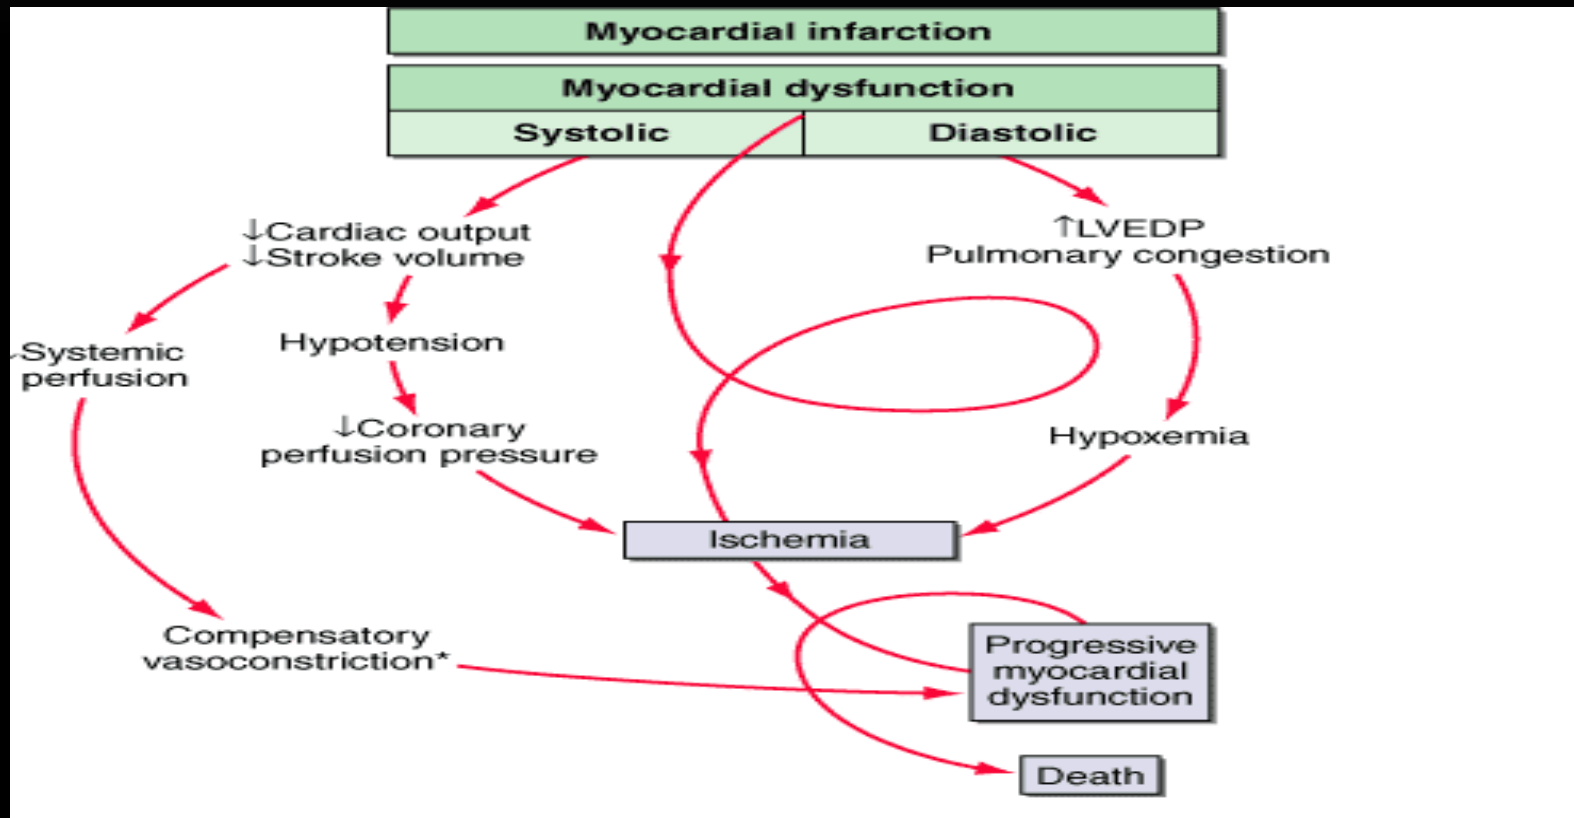 Myocardial infarction
Myocardial dysfunction
Systolic
Diastolic
↓Cardiac output
↓Stroke volume
↑LVEDP
Pulmonary congestion
Systemic
perfusion
Hypotension
↓Coronary
perfusion pressure
Hypoxemia
Ischemia
Compensatory
vasoconstriction*
Progressive
myocardial
dysfunction
Death